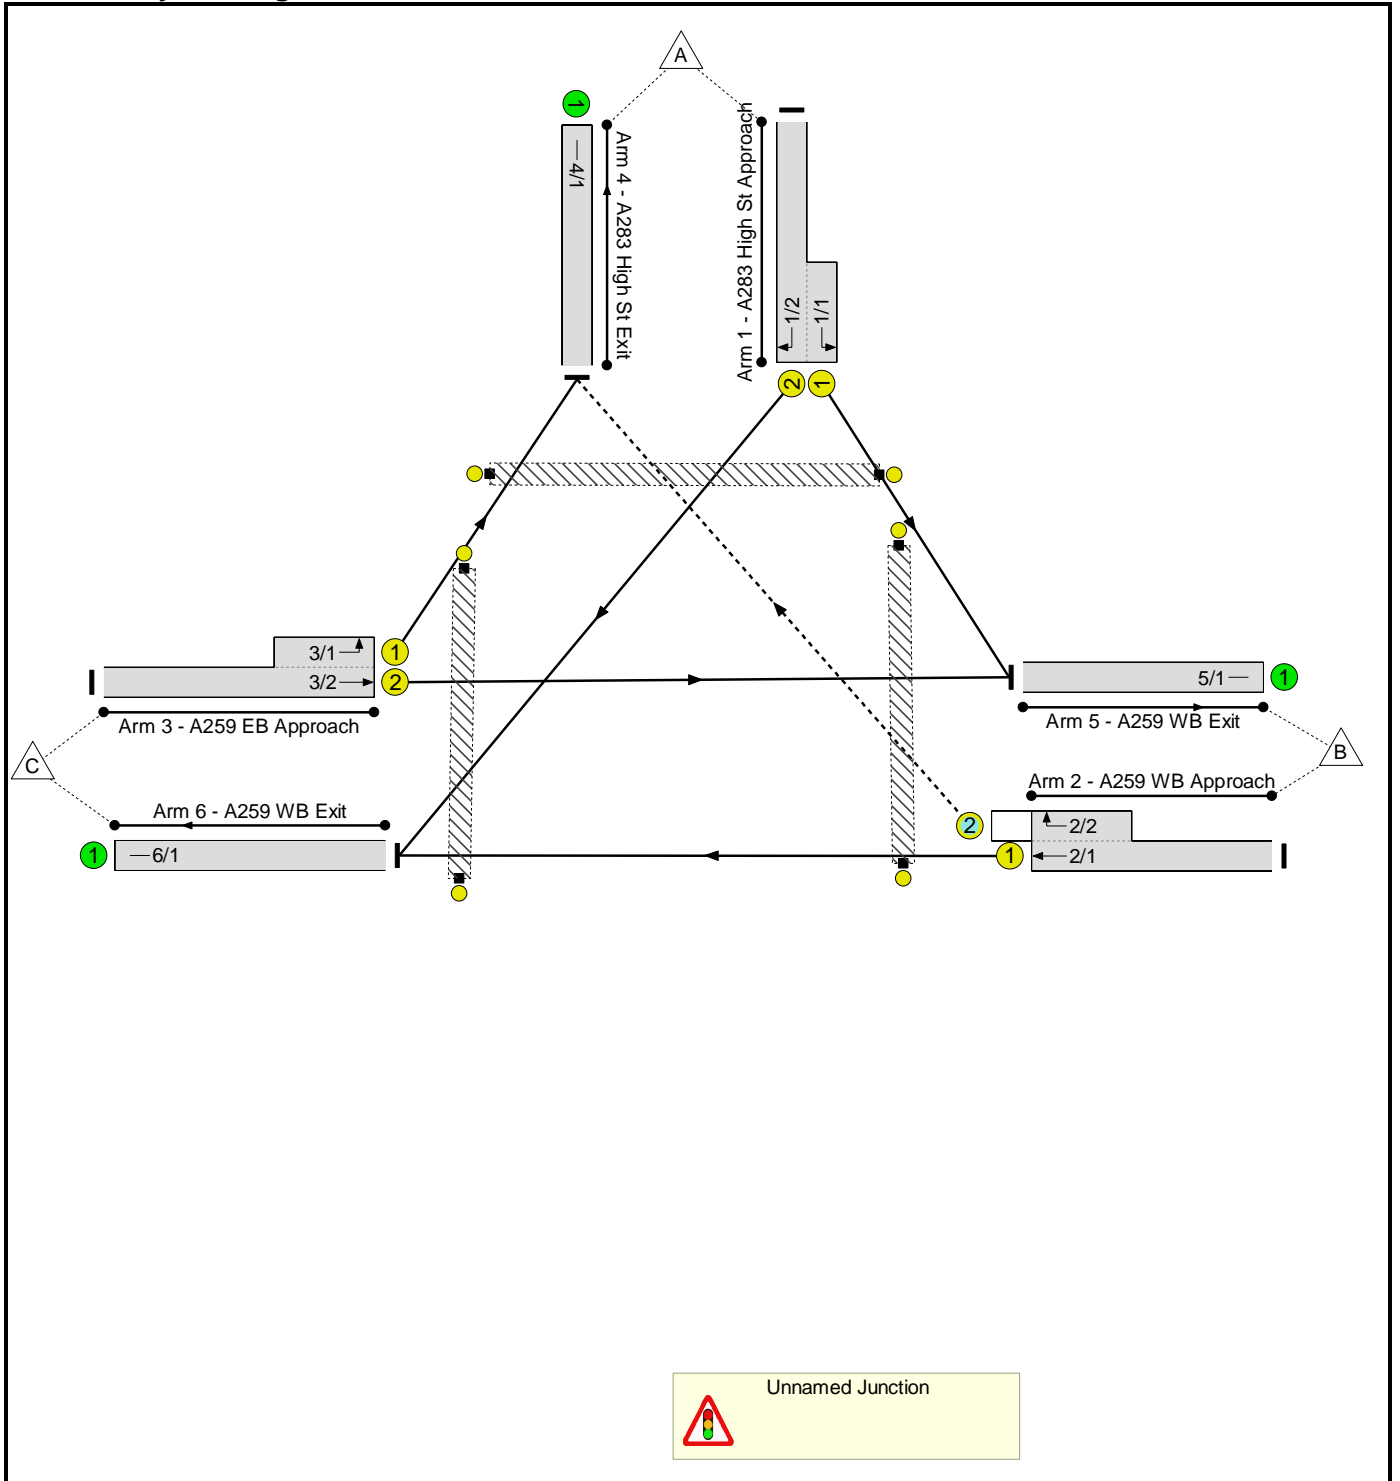 A
1
4/1
Arm 4 - A283 High St Exit
Arm 1 - A283 High St Approach
1/2
1/1
2
1
3/1
1
3/2
2
Arm 3 - A259 EB Approach
5/1
1
Arm 5 - A259 WB Exit
C
B
Arm 2 - A259 WB Approach
Arm 6 - A259 WB Exit
2
2/2
1
6/1
1
2/1
Unnamed Junction